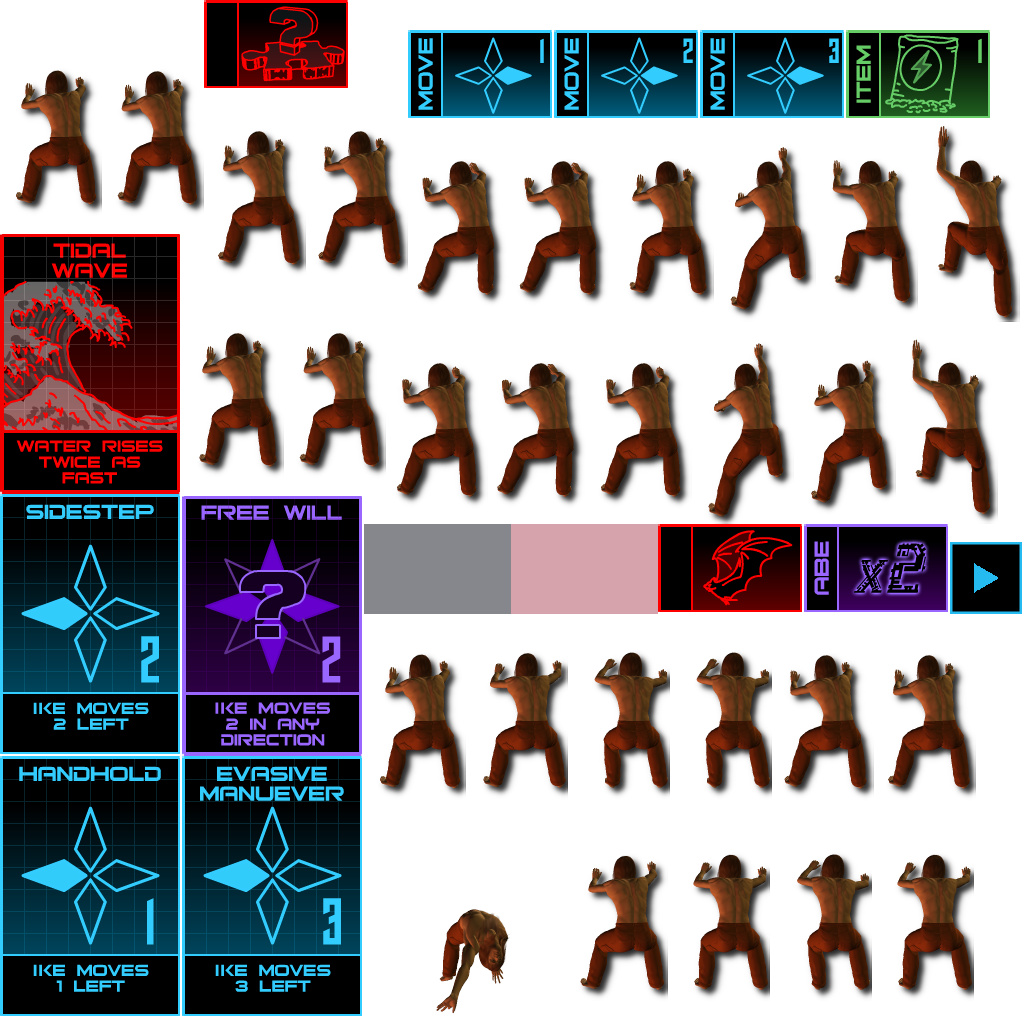 ?
MOVE 1
MOVE 2
MOVE 3
ITEM 1
TIDAL
WAVE
WATER RISES
TWICE AS
FAST
SIDESTEP
2
IKE MOVES
2 LEFT
FREE WILL
?
2
IKE MOVES
2 IN ANY
DIRECTION
ABE x2
HANDHOLD
1
IKE MOVES
1 LEFT
EVASIVE
MANUEVER
3
IKE MOVES
3 LEFT